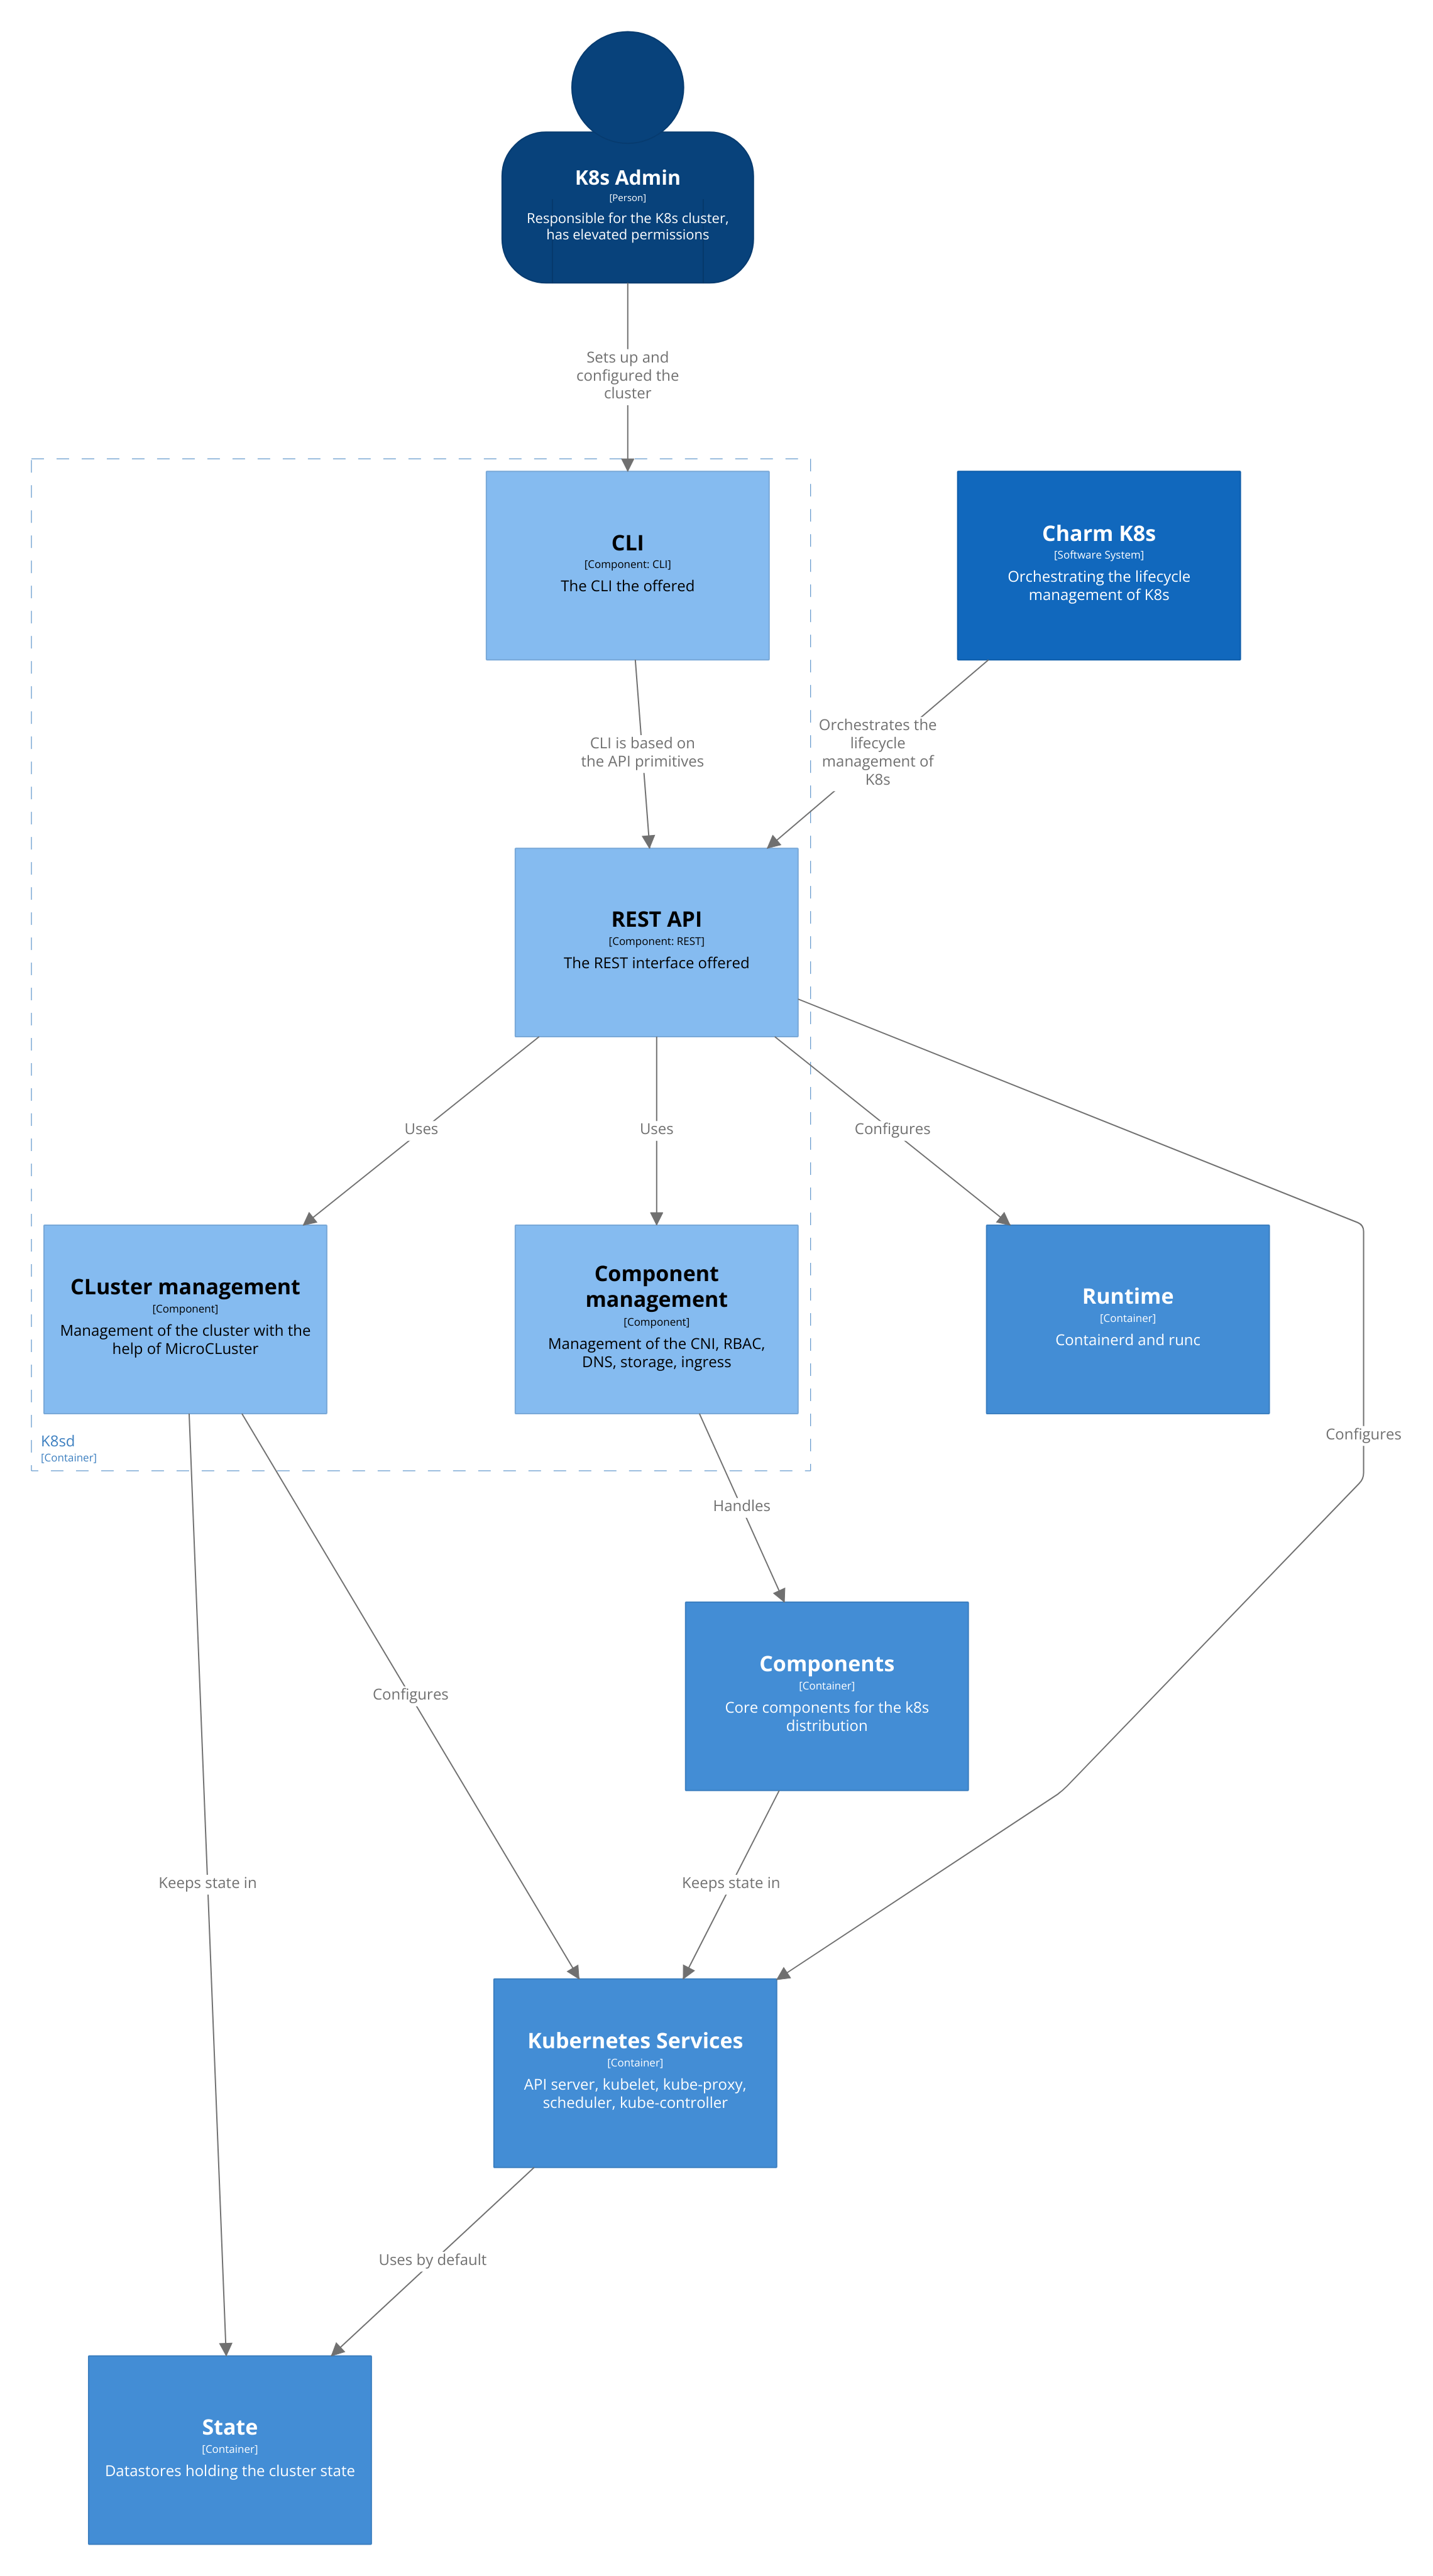 K8s Admin
[Person]
Responsible for the K8s cluster,
has elevated permissions
Sets up and
configured the
cluster
CLI
[Component: CLI]
The CLI the offered
Charm K8s
[Software System]
Orchestrating the lifecycle
management of K8s
CLI is based on
the API primitives
Orchestrates the
lifecycle
management of
K8s
REST API
[Component: REST]
The REST interface offered
Uses
Uses
Configures
CLuster management
[Component]
Management of the cluster with the
help of MicroCLuster
Component
management
[Component]
Management of the CNI, RBAC,
DNS, storage, ingress
Runtime
[Container]
Containerd and runc
K8sd
[Container]
Configures
Handles
Components
[Container]
Core components for the k8s
distribution
Configures
Keeps state in
Keeps state in
Kubernetes Services
[Container]
API server, kubelet, kube-proxy,
scheduler, kube-controller
Uses by default
State
[Container]
Datastores holding the cluster state